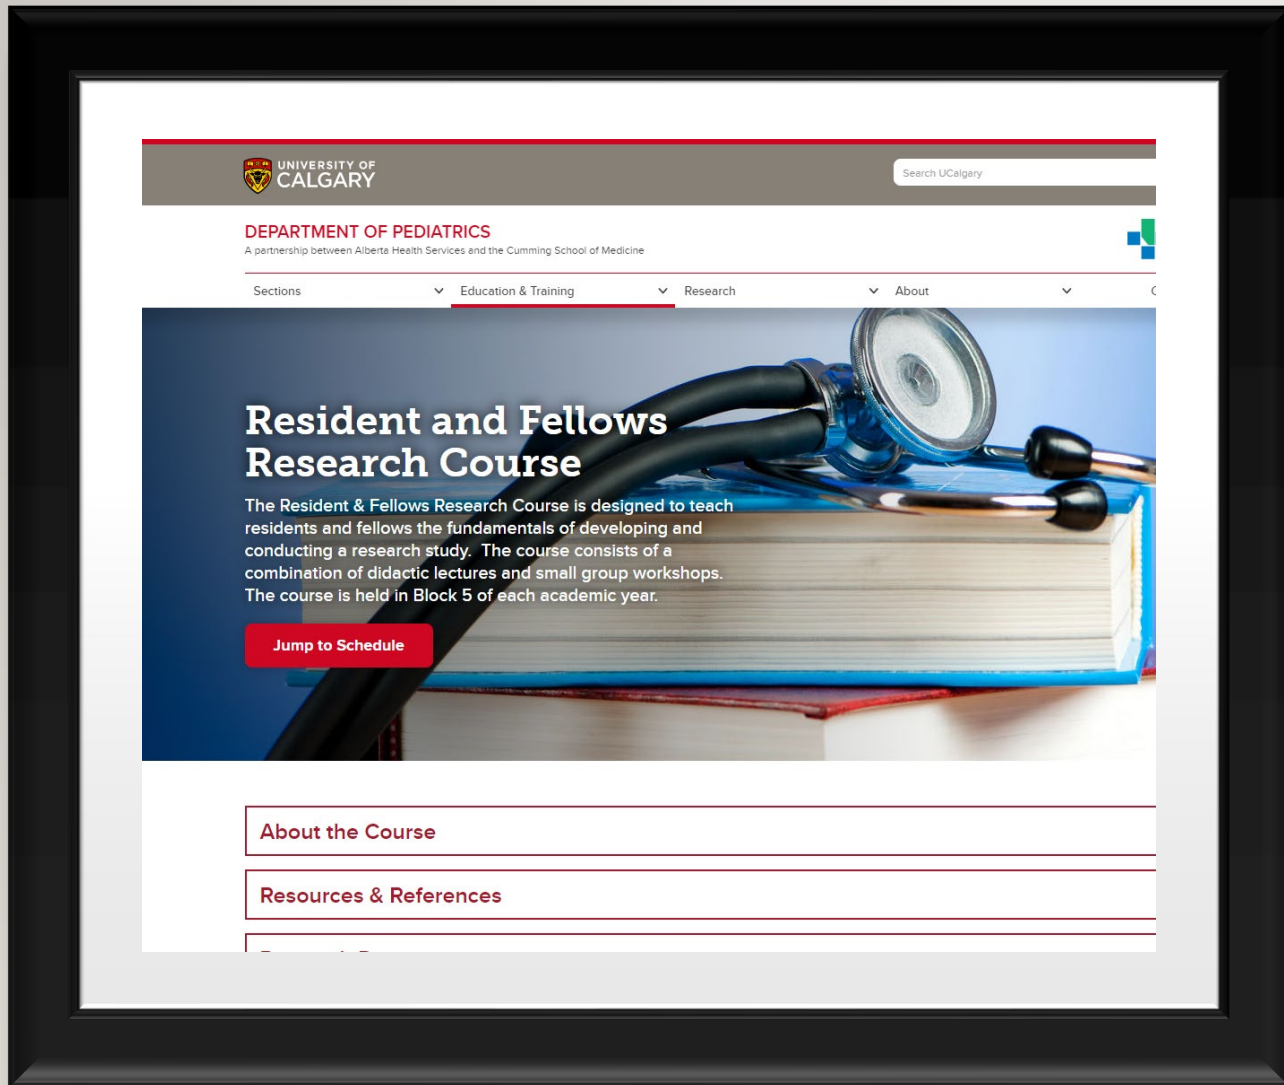 UNIVERSITY OF
CALGARY
Search UCalgary
DEPARTMENT OF PEDIATRICS
A partnership between Alberta Health Services and the Cumming School of Medicine
Sections
Education & Training
Research
About
Resident and Fellows
Research Course
The Resident & Fellows Research Course is designed to teach
residents and fellows the fundamentals of developing and
conducting a research study. The course consists of a
combination of didactic lectures and small group workshops.
The course is held in Block 5 of each academic year.
Jump to Schedule
About the Course
Resources & References